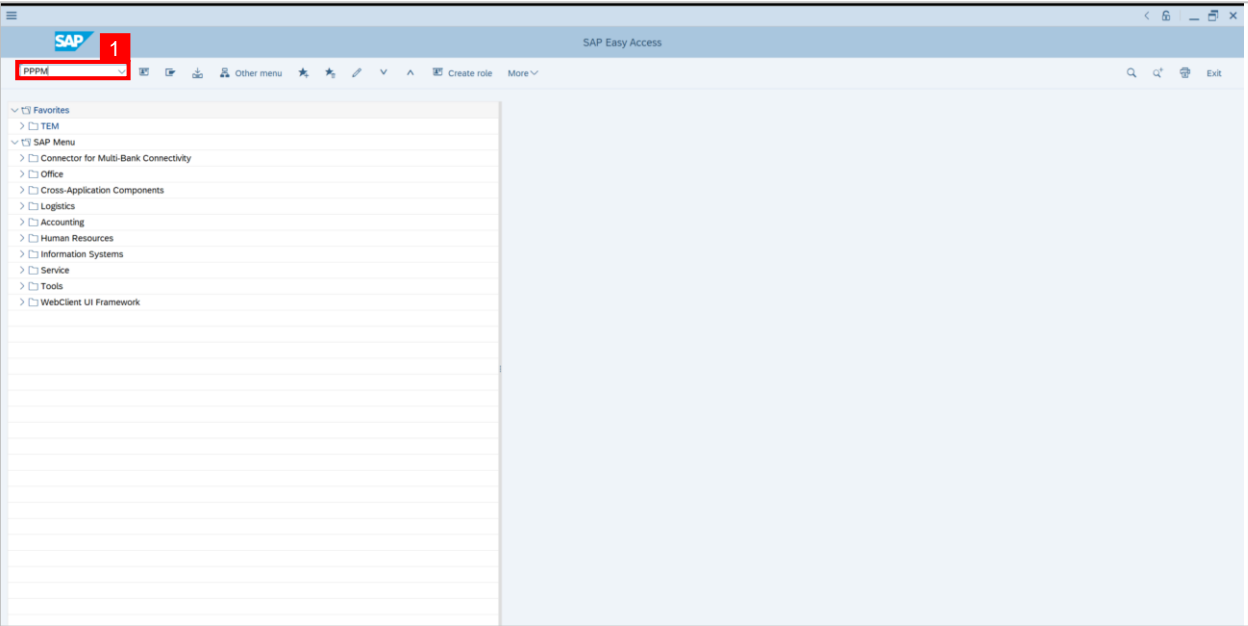 SAP
1
SAP Easy Access
PPPM
Other menu
Create role
More
Exit
Favorites
TEM
SAP Menu
Connector for Multi-Bank Connectivity
Office
Cross-Application Components
Logistics
Accounting
Human Resources
Information Systems
Service
Tools
WebClient UI Framework